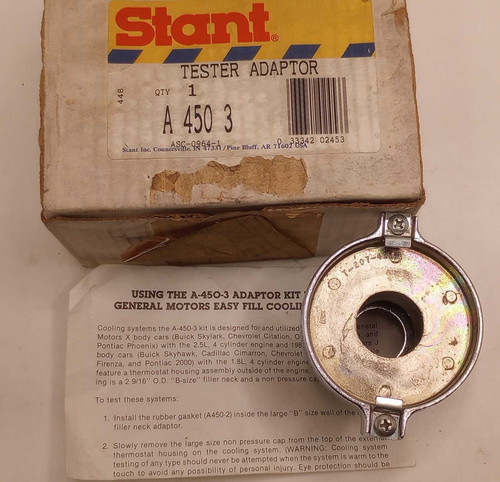 Stant®
TESTER ADAPTOR
448
QTY 1
A 450 3
ASC-0964-1
0 33342 02453
Stant Inc. Connersville, IN 47331/Pine Bluff, AR 71602 USA
USING THE A-450-3 ADAPTOR KIT
GENERAL MOTORS EASY FILL COOLIN
Cooling systems the A-450-3 kit is designed for and utilized
General
Motors X body cars (Buick Skylark, Chevrolet Citation, O
and
Pontiac Phoenix) with the 2.5L, 4 cylinder engine and 198
J
body cars (Buick Skyhawk, Cadillac Cimarron, Chevrolet
Firenza, and Pontiac 2000) with the 1.8L, 4 cylinder engine
feature a thermostat housing assembly outside of the engine
ing is a 2 9/16" O.D. "B-size" filler neck and a non pressure cap
To test these systems:
1. Install the rubber gasket (A450-2) inside the large "B" size well of the
filler neck adaptor.
2. Slowly remove the large size non pressure cap from the top of the external
thermostat housing on the cooling system. (WARNING: Cooling system
testing of any type should never be attempted when the system is warm to the
touch to avoid any possibility of personal injury. Eye protection should be